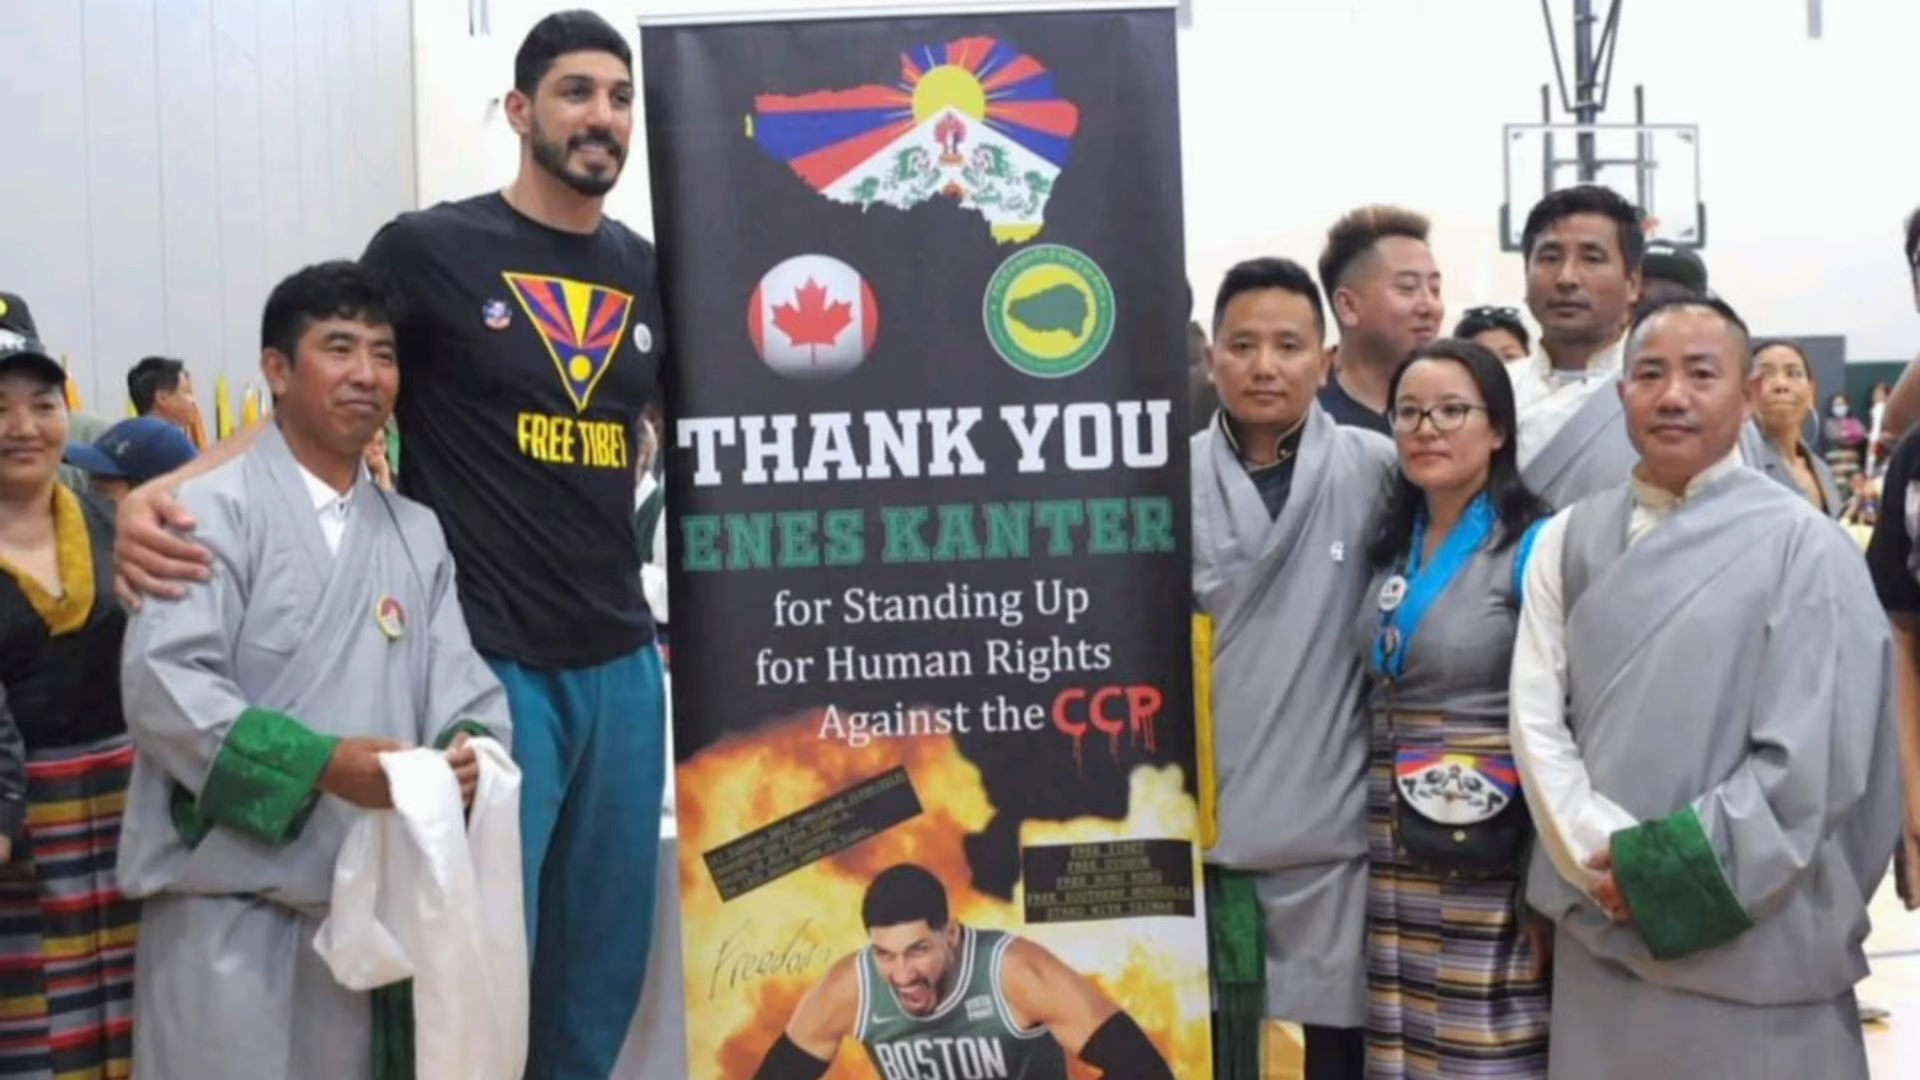 THANK YOU
ENES KANTER
for Standing Up
for Human Rights
Against the CCP
FREE TIBET
FREE TIBET
FREE UYGHUR
FREE HONG KONG
FREE SOUTHERN MONGOLIA
STAND WITH TAIWAN
Freedom
BOSTON